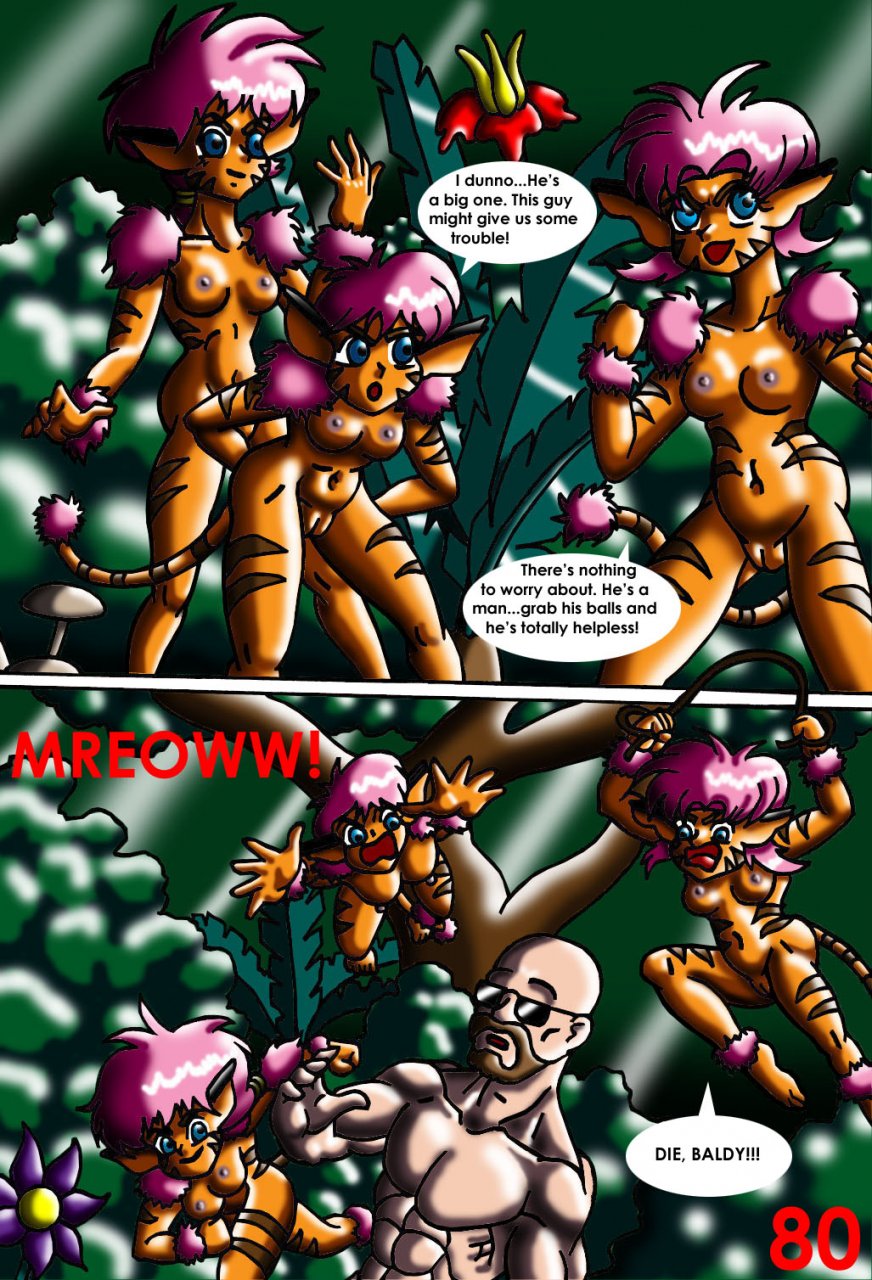 I dunno...He's
a big one. This guy
might give us some
trouble!
There's nothing
to worry about. He's a
man...grab his balls and
he's totally helpless!
MREOWW!
DIE, BALDY!!!
80